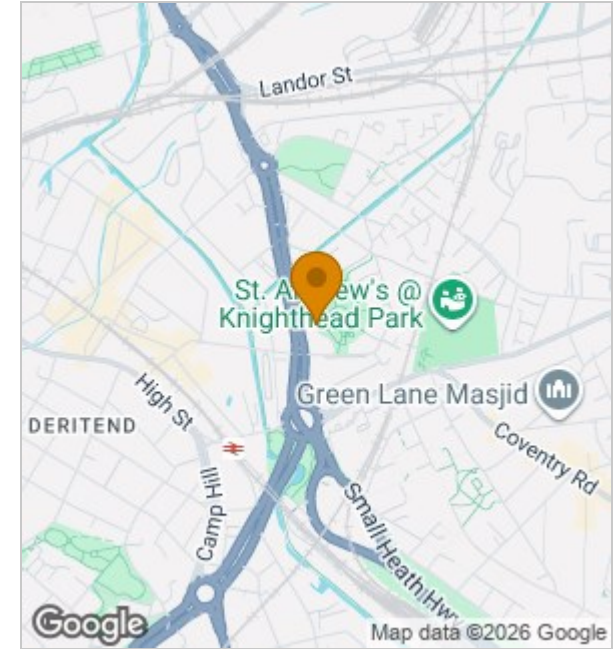 Landor St
St. Andrew's @
Knighthead Park
Green Lane Masjid
High St
DERITEND
Coventry Rd
Camp Hill
Small Heath Hwy
Google
Map data ©2026 Google